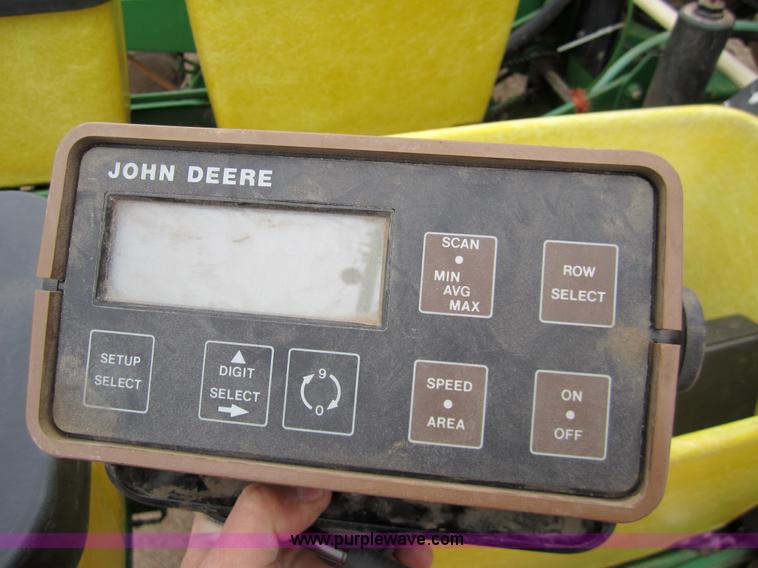 JOHN DEERE
SCAN
MIN
AVG
MAX
ROW
SELECT
SETUP
SELECT
DIGIT
SELECT
9
0
SPEED
AREA
ON
OFF
www.purplewave.com